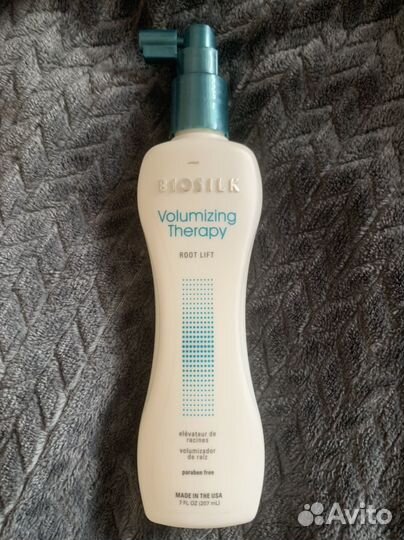 BIOSILK
Volumizing
Therapy
ROOT LIFT
elévateur de
racines
volumizador
de raíz
paraben free
MADE IN THE USA
7 FL OZ (207 mL)
Avito